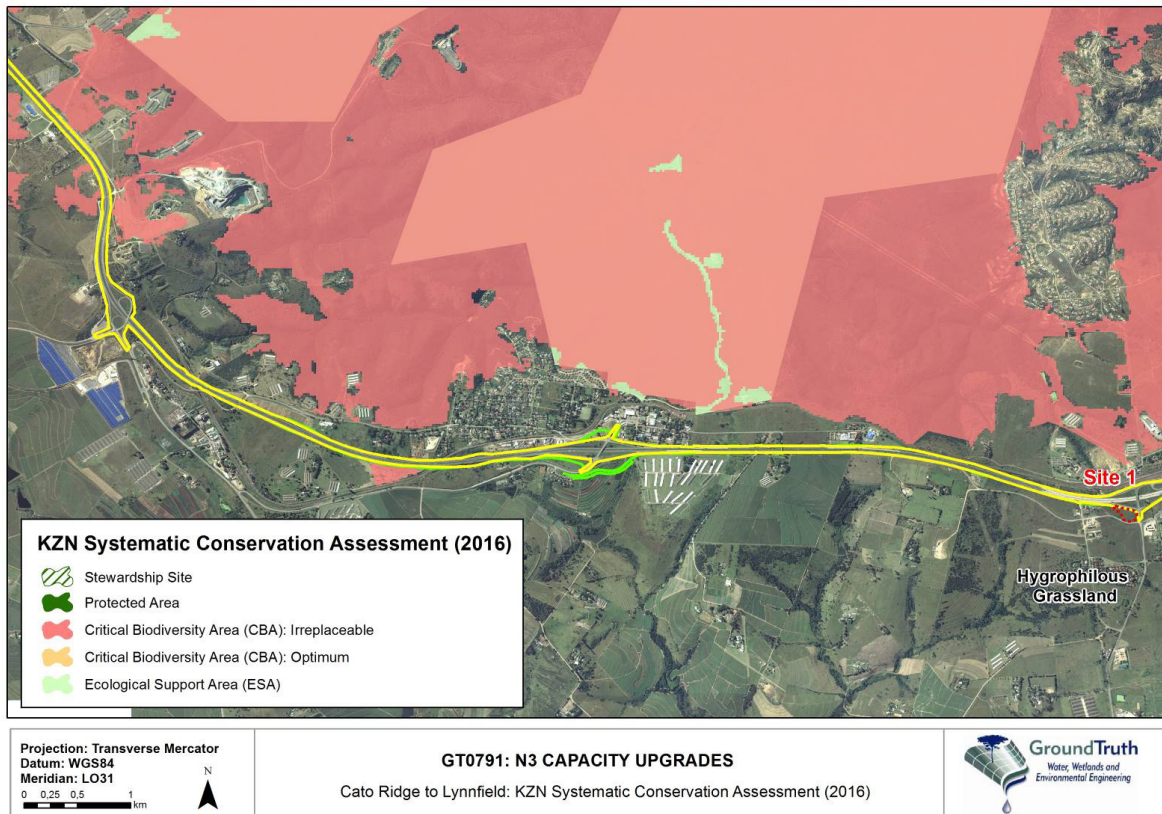 Site 1
Hygrophilous
Grassland
KZN Systematic Conservation Assessment (2016)
Stewardship Site
Protected Area
Critical Biodiversity Area (CBA): Irreplaceable
Critical Biodiversity Area (CBA): Optimum
Ecological Support Area (ESA)
Projection: Transverse Mercator
Datum: WGS84
Meridian: LO31
0 0,25 0,5 1
km
N
GT0791: N3 CAPACITY UPGRADES
Cato Ridge to Lynnfield: KZN Systematic Conservation Assessment (2016)
GroundTruth
Water, Wetlands and
Environmental Engineering